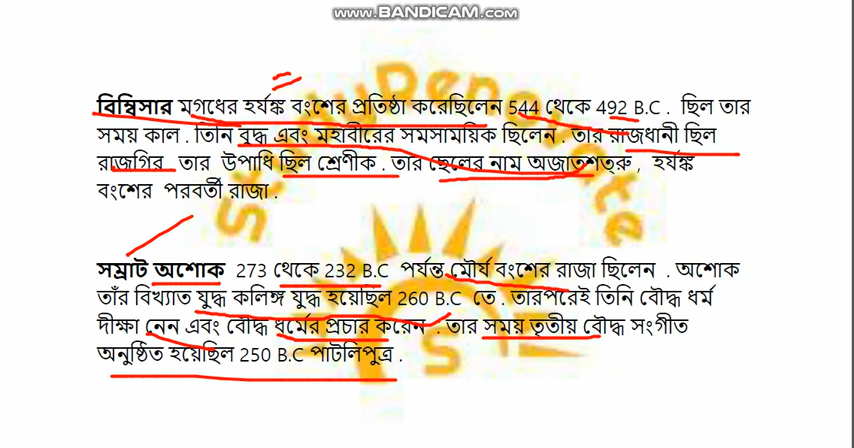 www.BANDICAM.com
বিম্বিসার মগধের হর্যঙ্ক বংশের প্রতিষ্ঠা করেছিলেন 544 থেকে 492 B.C . ছিল তার
সময় কাল . তিনি বুদ্ধ এবং মহাবীরের সমসাময়িক ছিলেন . তার রাজধানী ছিল
রাজগির . তার উপাধি ছিল শ্রেণীক . তার ছেলের নাম অজাতশত্রু , হর্যঙ্ক
বংশের পরবর্তী রাজা .
সম্রাট অশোক 273 থেকে 232 B.C পর্যন্ত মৌর্য বংশের রাজা ছিলেন . অশোক
তাঁর বিখ্যাত যুদ্ধ কলিঙ্গ যুদ্ধ হয়েছিল 260 B.C তে . তারপরেই তিনি বৌদ্ধ ধর্ম
দীক্ষা নেন এবং বৌদ্ধ ধর্মের প্রচার করেন . তার সময় তৃতীয় বৌদ্ধ সংগীত
অনুষ্ঠিত হয়েছিল 250 B.C পাটলিপুত্র .